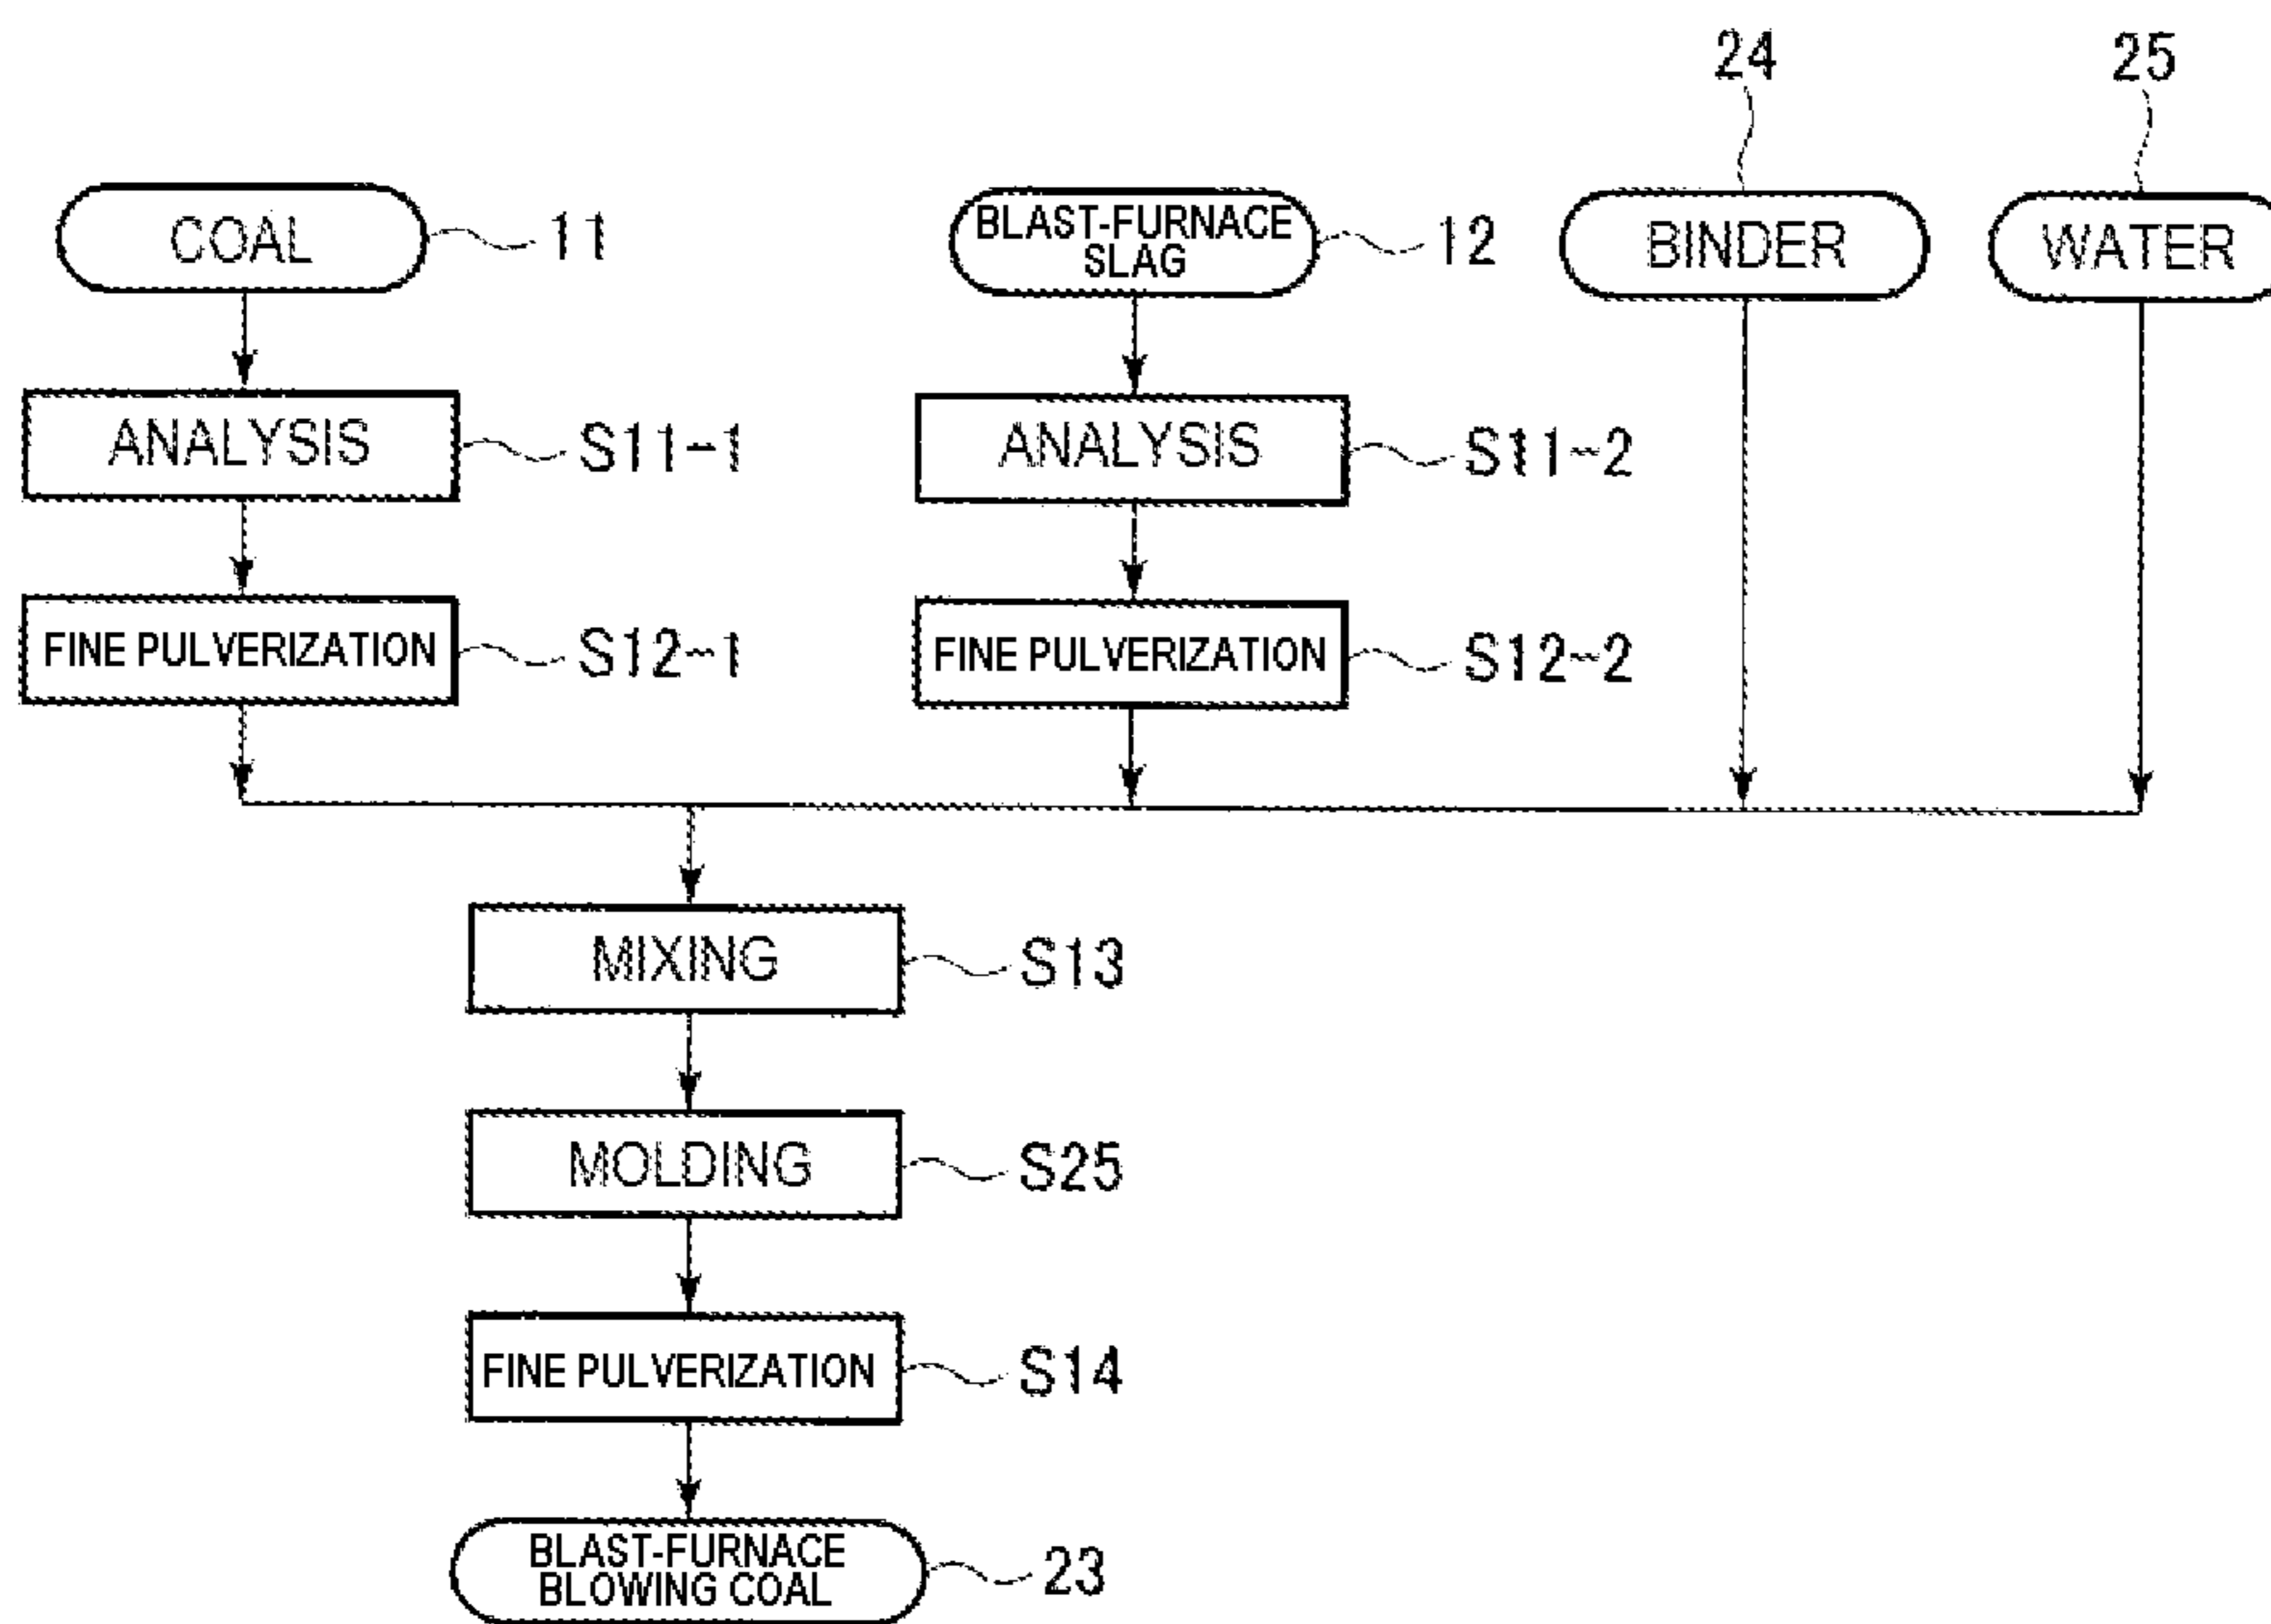 24
25
COAL
11
BLAST-FURNACE
SLAG
12
BINDER
WATER
ANALYSIS
S11-1
ANALYSIS
S11-2
FINE PULVERIZATION
S12-1
FINE PULVERIZATION
S12-2
MIXING
S13
MOLDING
S25
FINE PULVERIZATION
S14
BLAST-FURNACE
BLOWING COAL
23